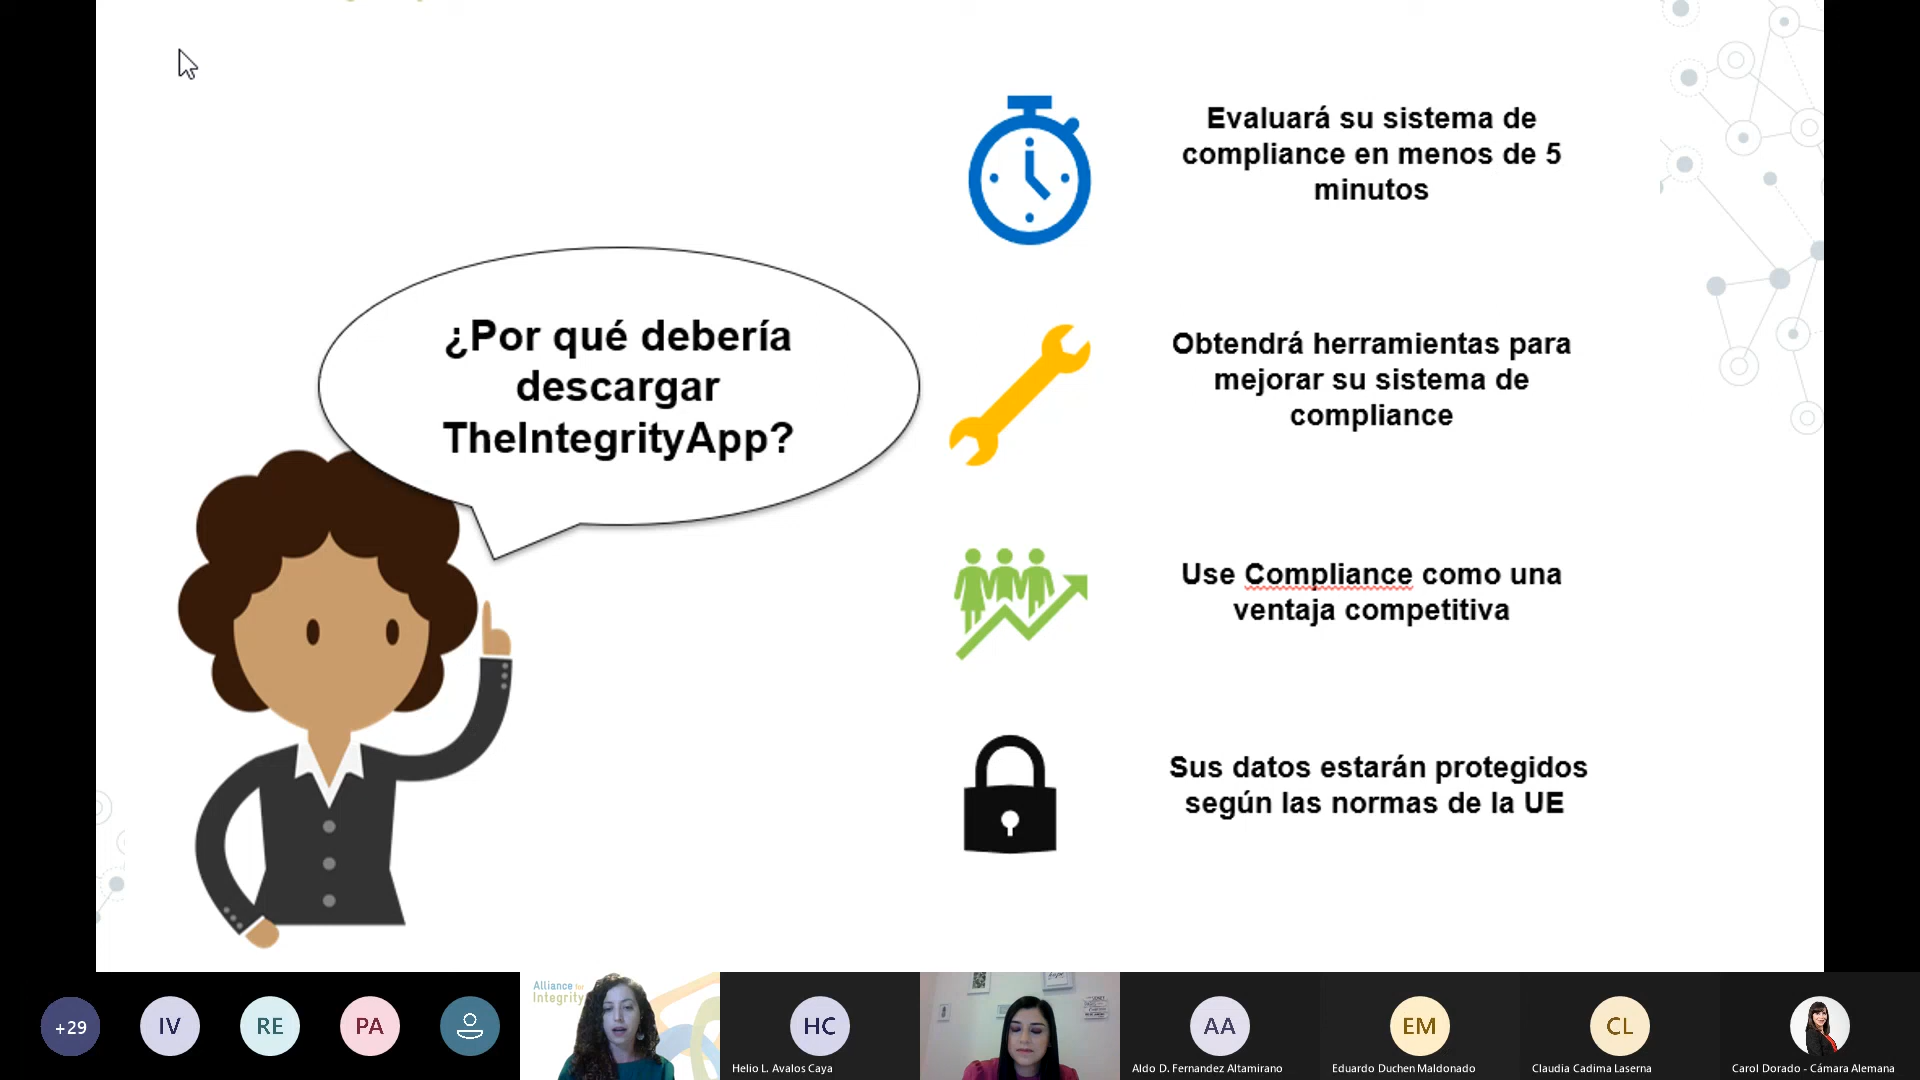 ¿Por qué debería
descargar
TheIntegrityApp?
Evaluará su sistema de
compliance en menos de 5
minutos
Obtendrá herramientas para
mejorar su sistema de
compliance
Use Compliance como una
ventaja competitiva
Sus datos estarán protegidos
según las normas de la UE
+29
IV
RE
PA
Alliance for
Integrity
HC
Helio L. Avalos Caya
AA
Aldo D. Fernandez Altamirano
EM
Eduardo Duchen Maldonado
CL
Claudia Cadima Laserna
Carol Dorado - Cámara Alemana